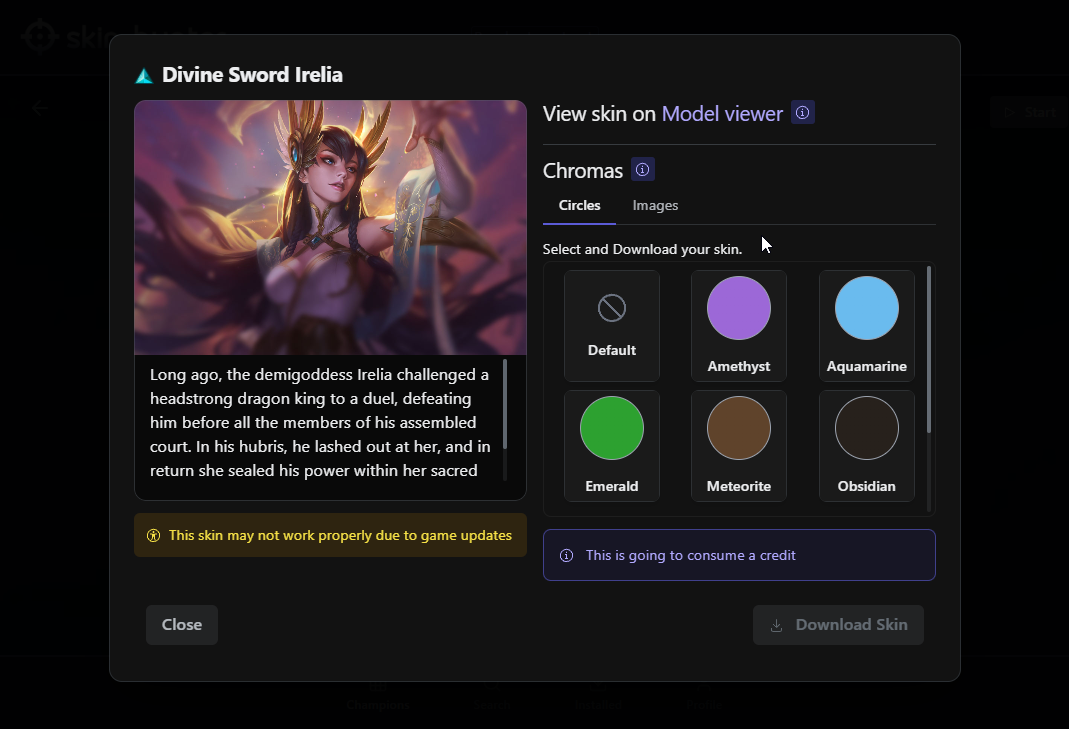 Divine Sword Irelia
Long ago, the demigoddess Irelia challenged a
headstrong dragon king to a duel, defeating
him before all the members of his assembled
court. In his hubris, he lashed out at her, and in
return she sealed his power within her sacred
This skin may not work properly due to game updates
View skin on Model viewer
Chromas
Circles Images
Select and Download your skin.
Default
Amethyst
Aquamarine
Emerald
Meteorite
Obsidian
This is going to consume a credit
Close
Download Skin
Start
Champions